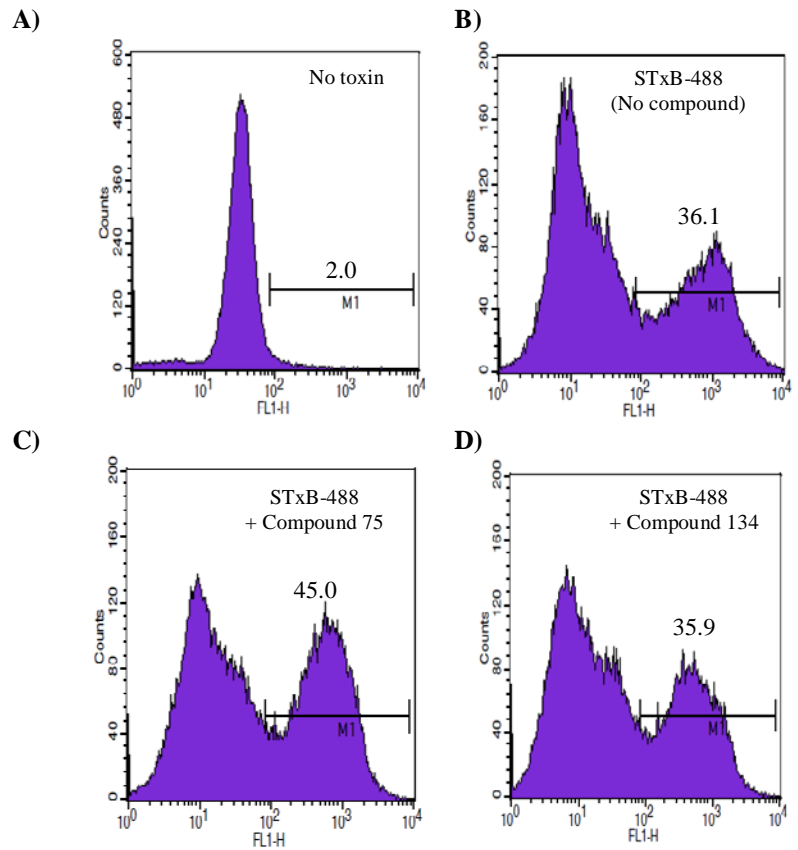 A)
No toxin
600
480
360
240
120
0
Counts
2.0
M1
10^0 10^1 10^2 10^3 10^4
FL1-H
B)
STxB-488
(No compound)
200
160
120
80
40
0
Counts
36.1
M1
10^0 10^1 10^2 10^3 10^4
FL1-H
C)
STxB-488
+ Compound 75
200
160
120
80
40
0
Counts
45.0
M1
10^0 10^1 10^2 10^3 10^4
FL1-H
D)
STxB-488
+ Compound 134
200
160
120
80
40
0
Counts
35.9
M1
10^0 10^1 10^2 10^3 10^4
FL1-H